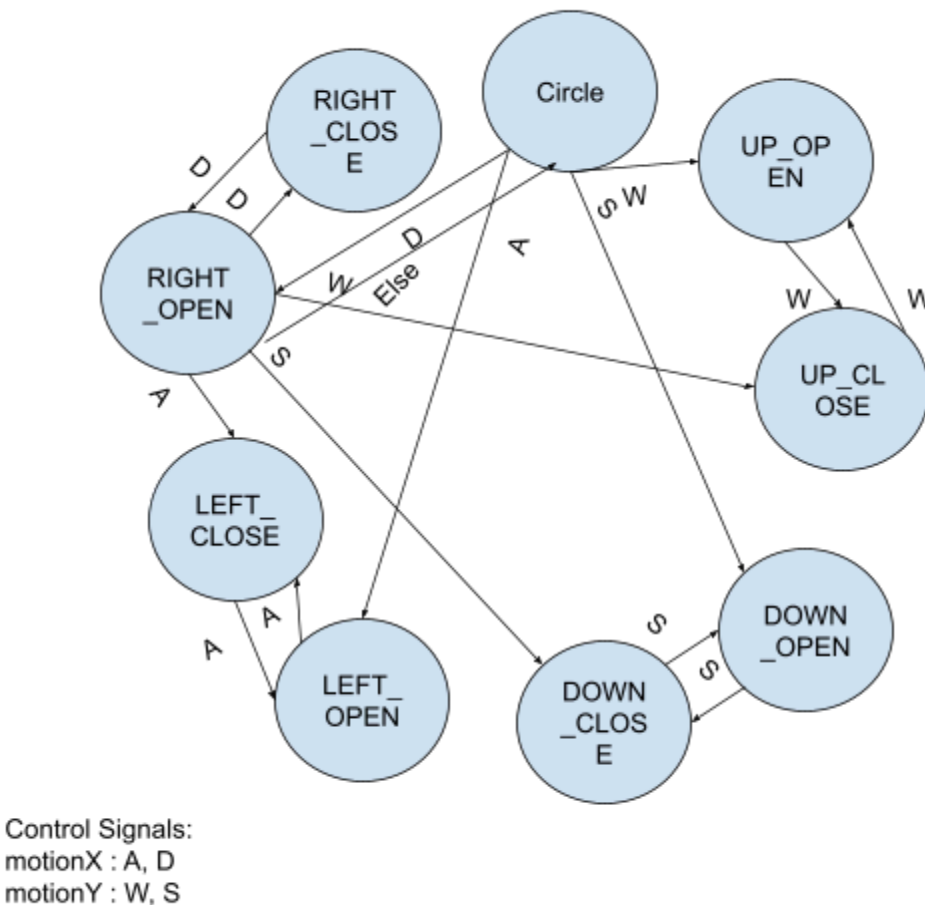 Circle
RIGHT
_CLOS
E
UP_OP
EN
D
D
W
S
D
A
RIGHT
_OPEN
W
Else
W
W
S
UP_CL
OSE
A
LEFT_
CLOSE
A
A
S
DOWN
_OPEN
S
LEFT_
OPEN
DOWN
_CLOS
E
Control Signals:
motionX : A, D
motionY : W, S